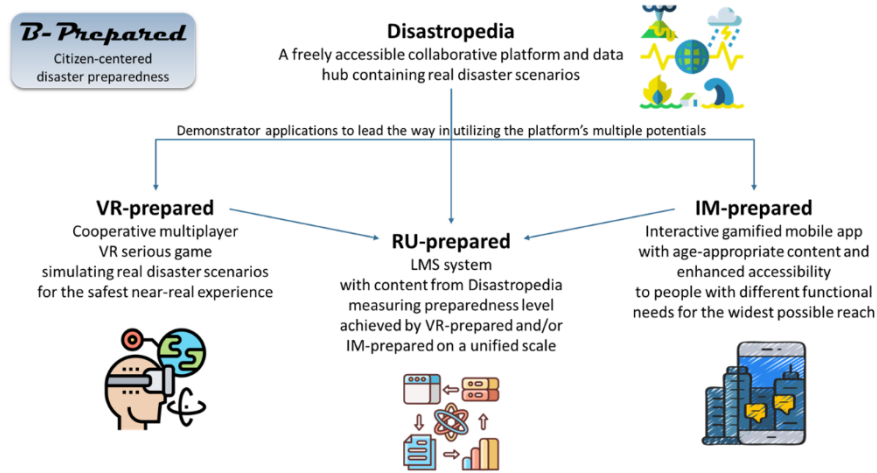 B-Prepared
Citizen-centered
disaster preparedness
Disastropedia
A freely accessible collaborative platform and data
hub containing real disaster scenarios
Demonstrator applications to lead the way in utilizing the platform's multiple potentials
VR-prepared
Cooperative multiplayer
VR serious game
simulating real disaster scenarios
for the safest near-real experience
RU-prepared
LMS system
with content from Disastropedia
measuring preparedness level
achieved by VR-prepared and/or
IM-prepared on a unified scale
IM-prepared
Interactive gamified mobile app
with age-appropriate content and
enhanced accessibility
to people with different functional
needs for the widest possible reach